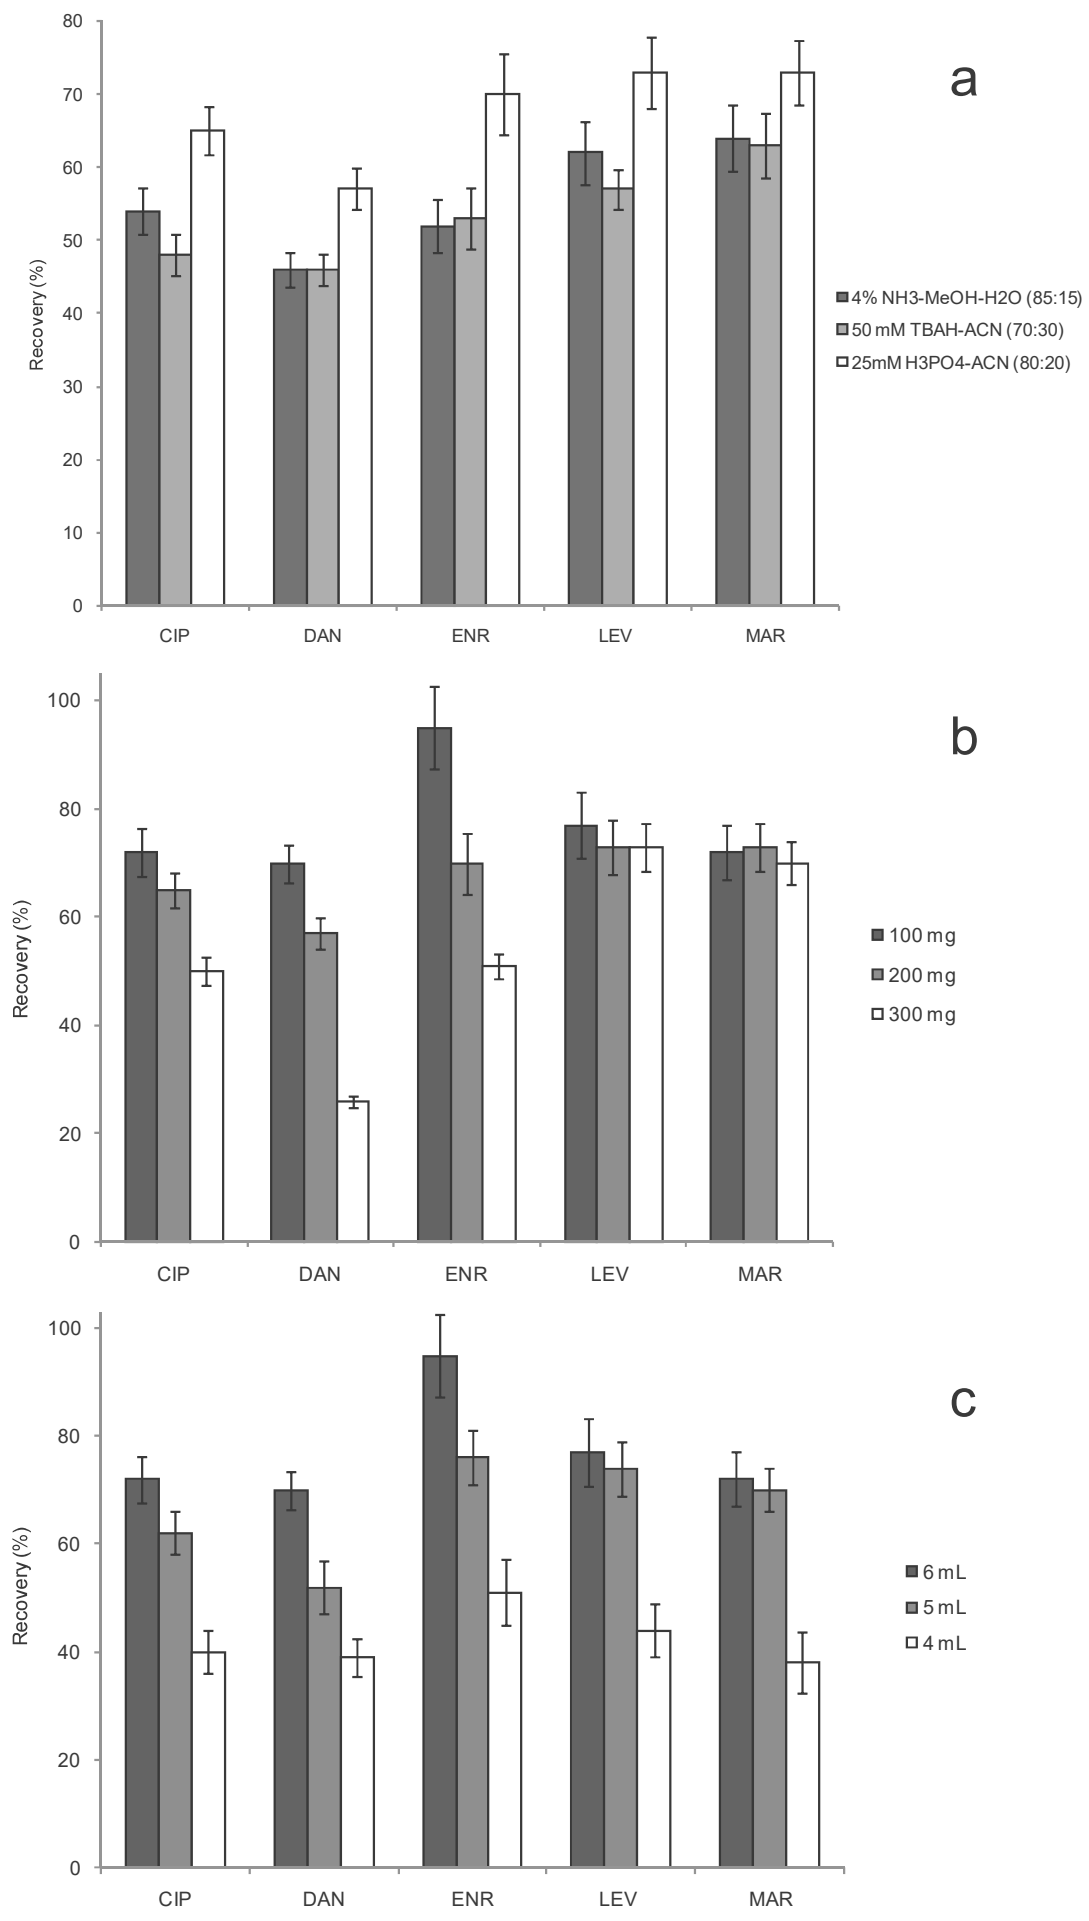 80
70
60
50
40
30
20
10
0
Recovery (%)
CIP DAN ENR LEV MAR
a
4% NH3-MeOH-H2O (85:15)
50 mM TBAH-ACN (70:30)
25mM H3PO4-ACN (80:20)
100
80
60
40
20
0
Recovery (%)
CIP DAN ENR LEV MAR
b
100 mg
200 mg
300 mg
100
80
60
40
20
0
Recovery (%)
CIP DAN ENR LEV MAR
c
6 mL
5 mL
4 mL